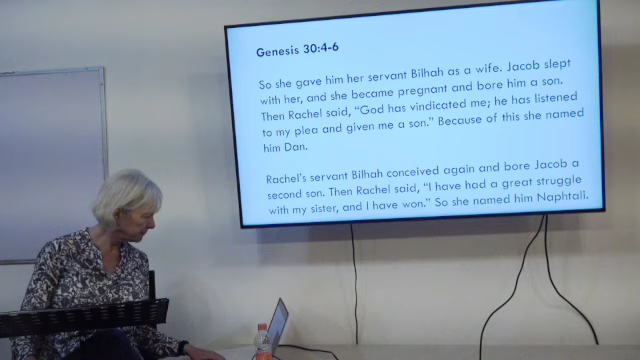 Genesis 30:4-6
So she gave him her servant Bilhah as a wife. Jacob slept
with her, and she became pregnant and bore him a son.
Then Rachel said, “God has vindicated me; he has listened
to my plea and given me a son.” Because of this she named
him Dan.
Rachel's servant Bilhah conceived again and bore Jacob a
second son. Then Rachel said, “I have had a great struggle
with my sister, and I have won.” So she named him Naphtali.